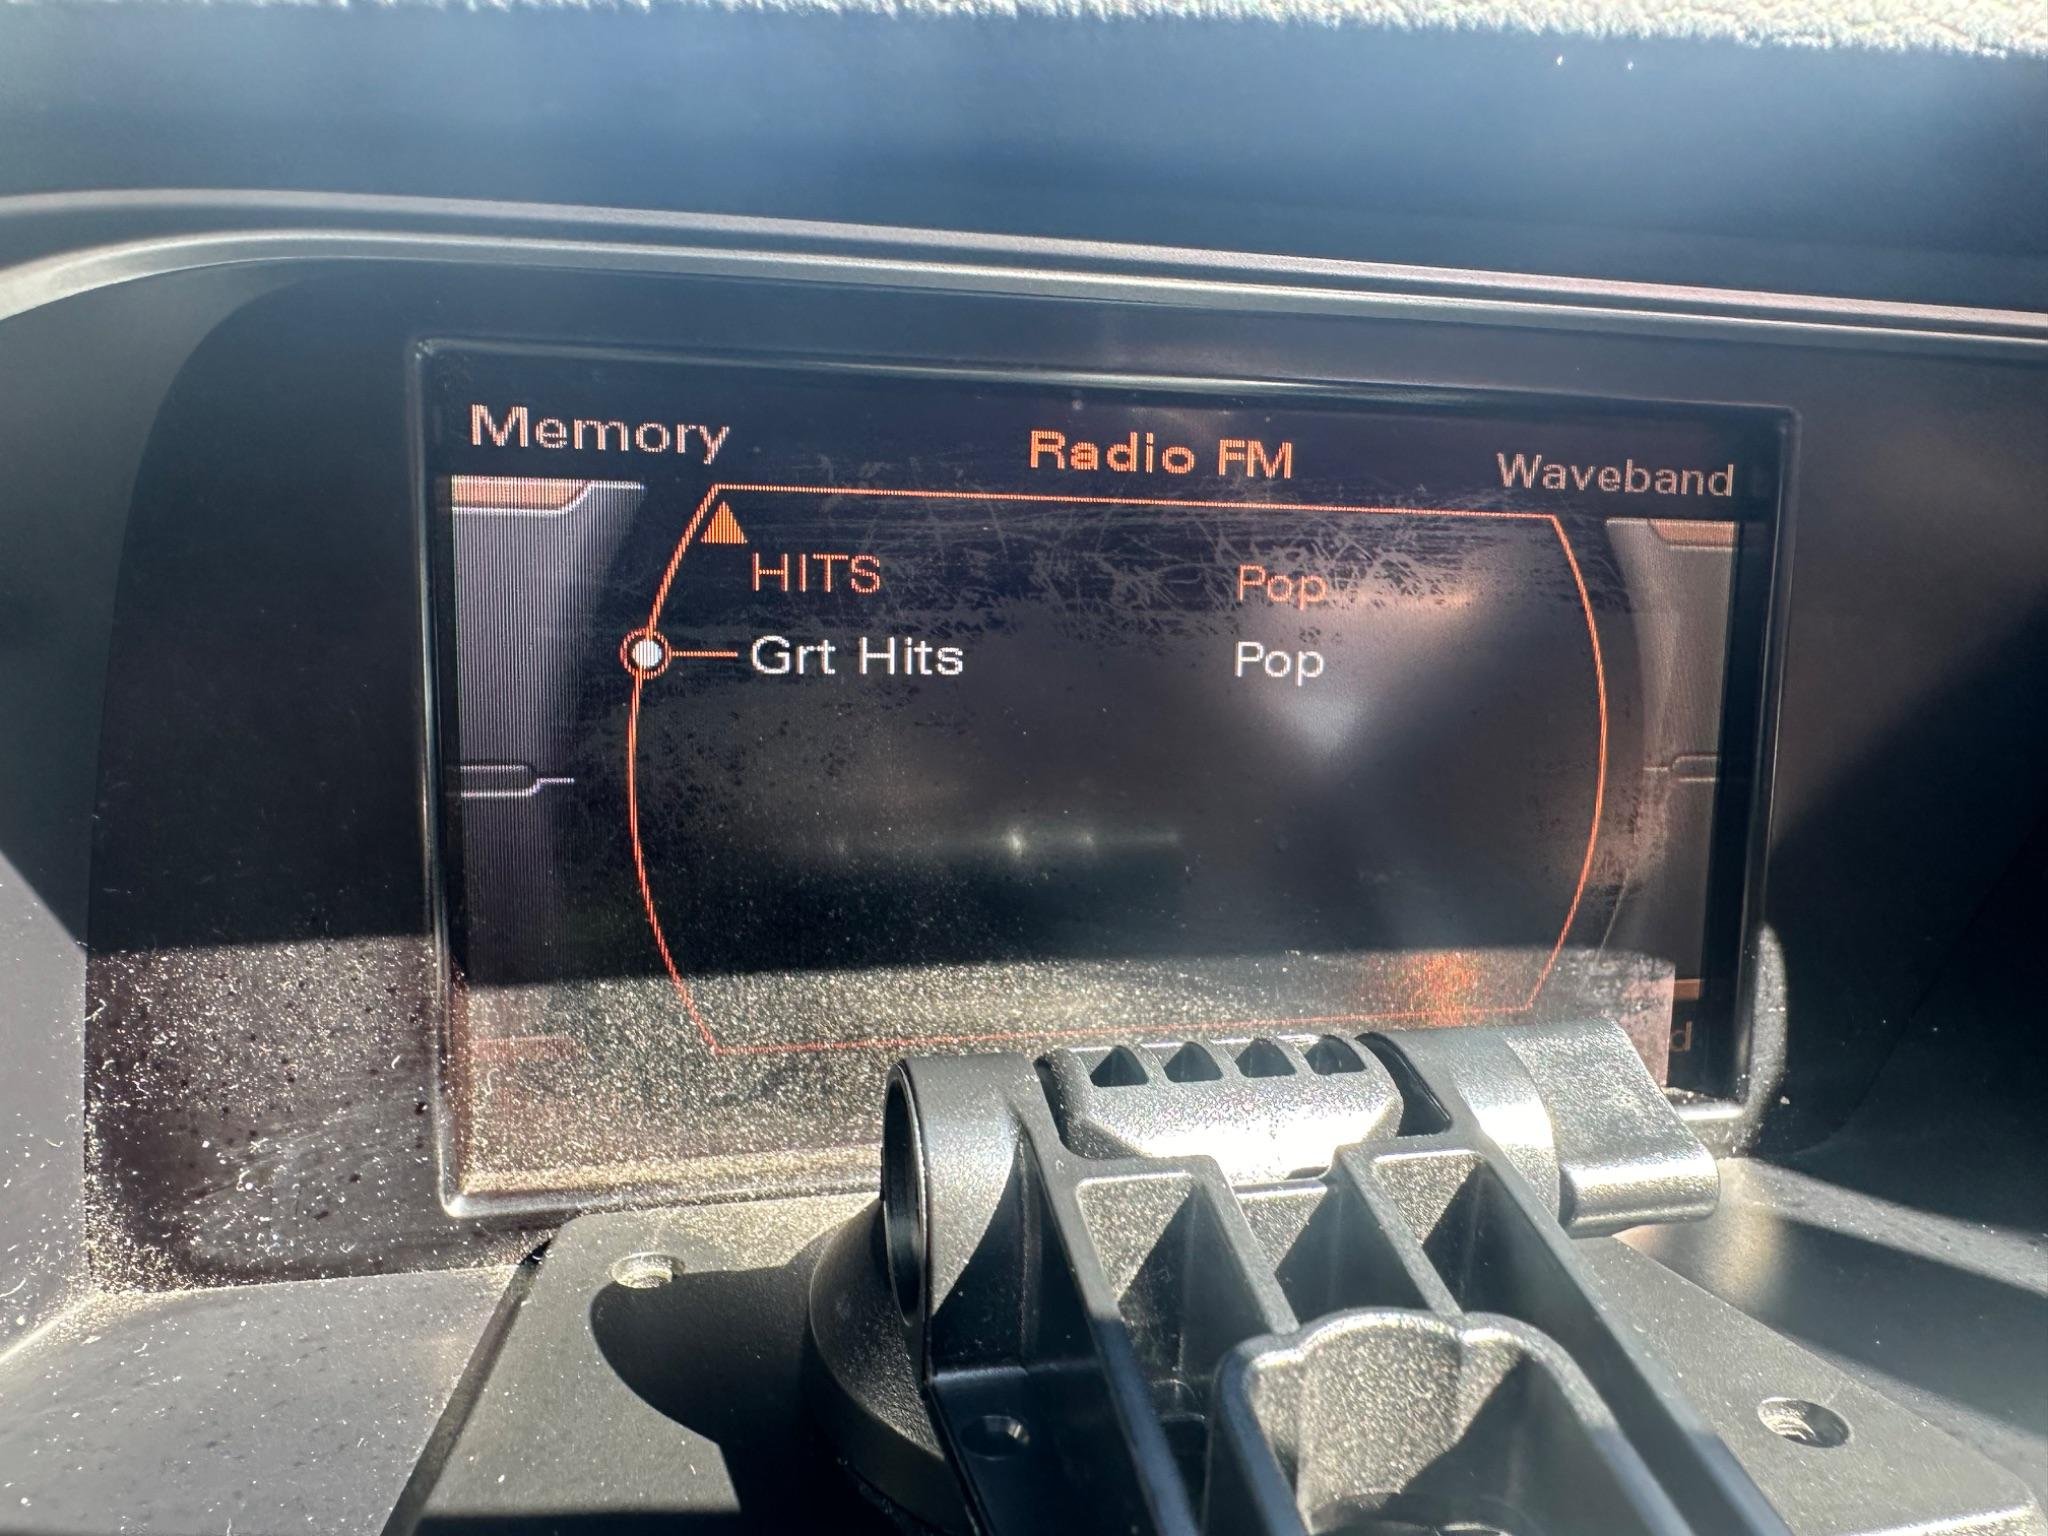 Memory Radio FM Waveband
HITS Pop
Grt Hits Pop